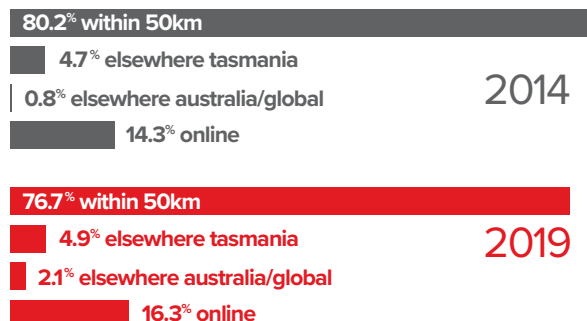 80.2% within 50km
4.7% elsewhere tasmania
0.8% elsewhere australia/global
2014
14.3% online
76.7% within 50km
4.9% elsewhere tasmania
2019
2.1% elsewhere australia/global
16.3% online